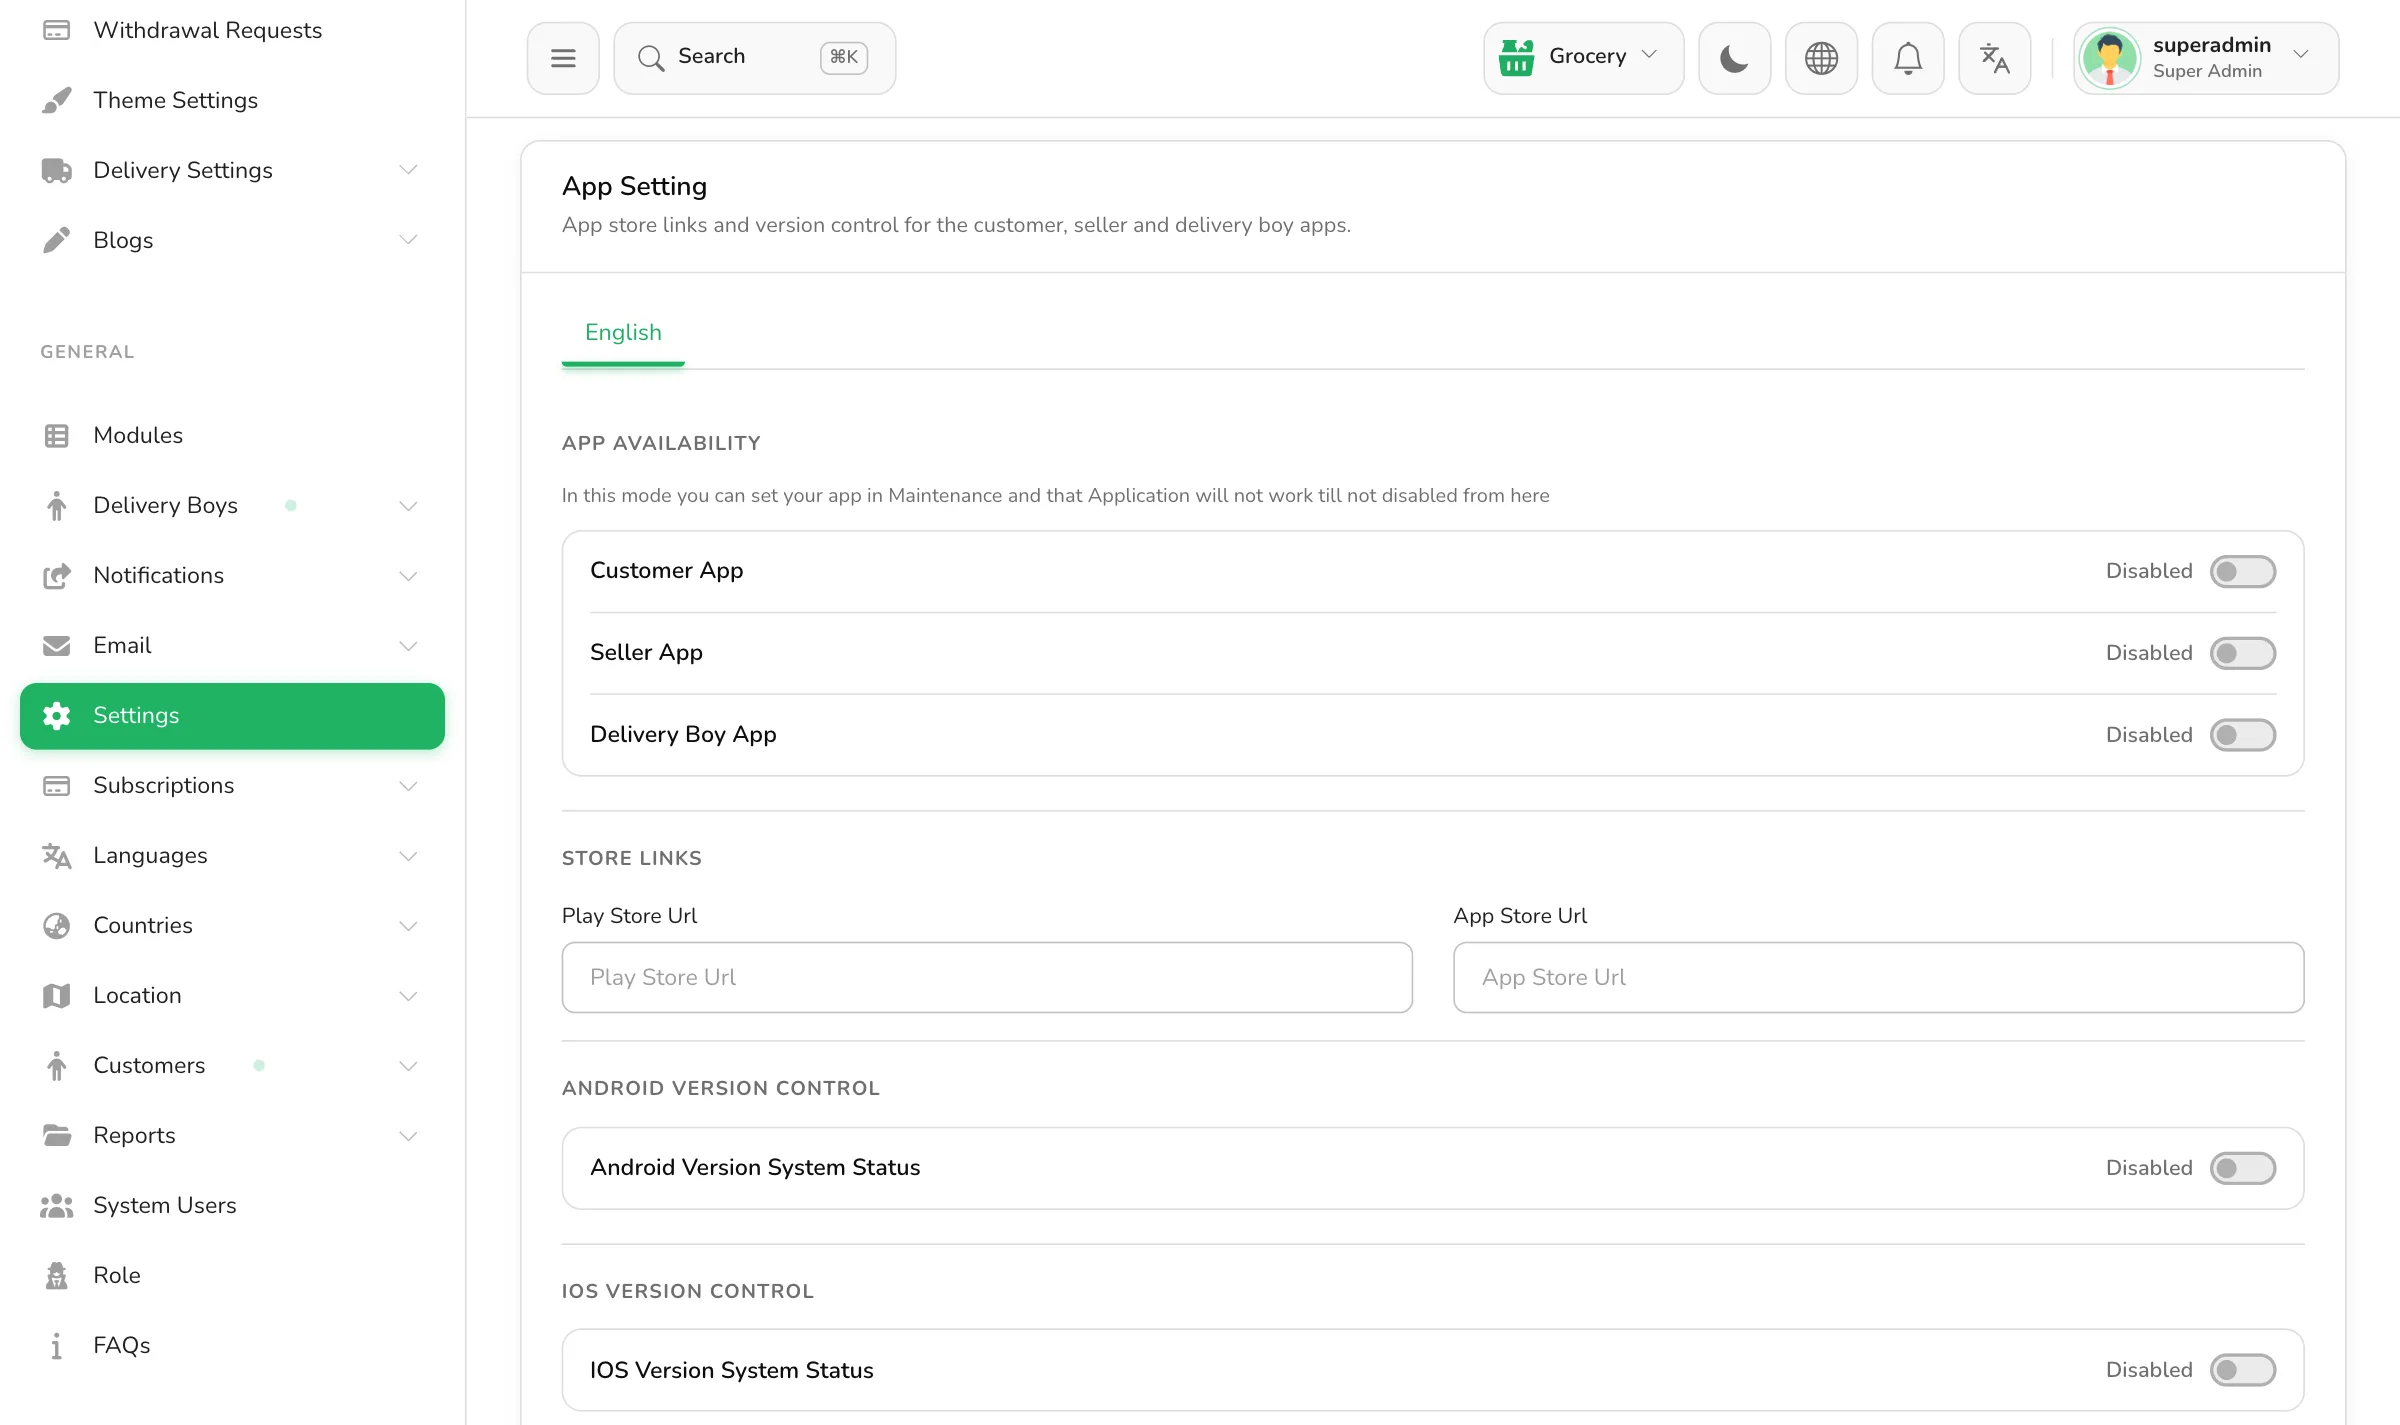 Withdrawal Requests
Theme Settings
Delivery Settings
Blogs
GENERAL
Modules
Delivery Boys
Notifications
Email
Settings
Subscriptions
Languages
Countries
Location
Customers
Reports
System Users
Role
FAQs
Search
⌘K
Grocery
superadmin
Super Admin
App Setting
App store links and version control for the customer, seller and delivery boy apps.
English
APP AVAILABILITY
In this mode you can set your app in Maintenance and that Application will not work till not disabled from here
Customer App
Disabled
Seller App
Disabled
Delivery Boy App
Disabled
STORE LINKS
Play Store Url
App Store Url
Play Store Url
App Store Url
ANDROID VERSION CONTROL
Android Version System Status
Disabled
IOS VERSION CONTROL
IOS Version System Status
Disabled